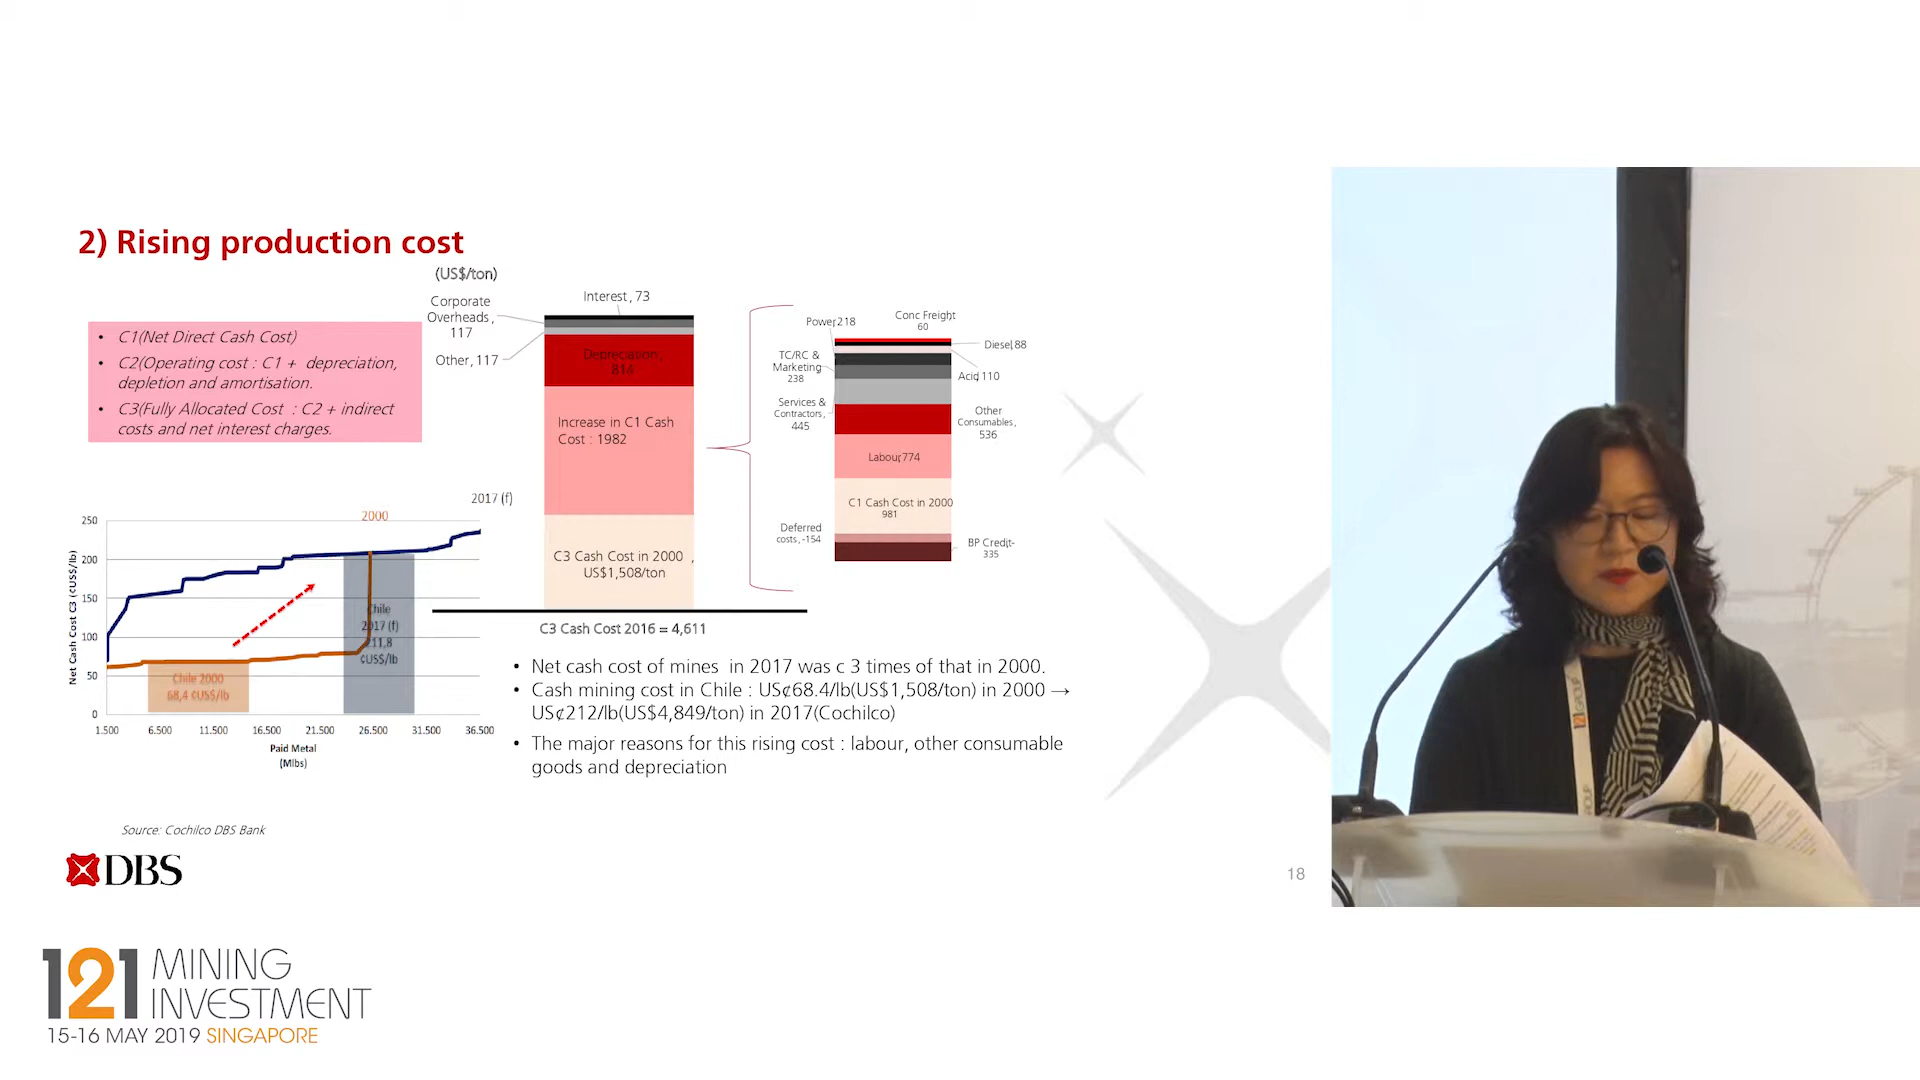 2) Rising production cost
(US$/ton)
• C1(Net Direct Cash Cost)
• C2(Operating cost : C1 + depreciation,
depletion and amortisation.
• C3(Fully Allocated Cost : C2 + indirect
costs and net interest charges.
Corporate
Overheads ,
117
Other , 117
Interest , 73
Depreciation ,
814
Increase in C1 Cash
Cost : 1982
C3 Cash Cost in 2000 ,
US$1,508/ton
C3 Cash Cost 2016 = 4,611
Power, 218
Conc Freight
60
Diesel, 88
TC/RC &
Marketing,
238
Acid, 110
Services &
Contractors ,
445
Other
Consumables ,
536
Labour, 774
C1 Cash Cost in 2000
981
Deferred
costs , -154
BP Credit, -
335
2017 (f)
2000
Net Cash Cost C3 (¢US$/lb)
250
200
150
100
50
0
Chile
2017 (f)
211,8
¢US$/lb
Chile 2000
68,4 ¢US$/lb
1.500 6.500 11.500 16.500 21.500 26.500 31.500 36.500
Paid Metal
(Mlbs)
• Net cash cost of mines in 2017 was c 3 times of that in 2000.
• Cash mining cost in Chile : US¢68.4/lb(US$1,508/ton) in 2000 →
US¢212/lb(US$4,849/ton) in 2017(Cochilco)
• The major reasons for this rising cost : labour, other consumable
goods and depreciation
Source: Cochilco DBS Bank
DBS
18
121 MINING
INVESTMENT
15-16 MAY 2019 SINGAPORE
121 GROUP
GROUP